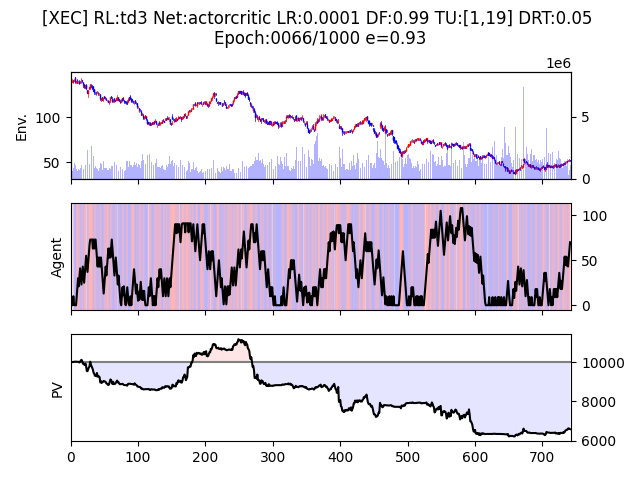 [XEC] RL:td3 Net:actorcritic LR:0.0001 DF:0.99 TU:[1,19] DRT:0.05
Epoch:0066/1000 e=0.93
1e6
Env.
100
50
5
0
Agent
100
50
0
PV
10000
8000
6000
0 100 200 300 400 500 600 700